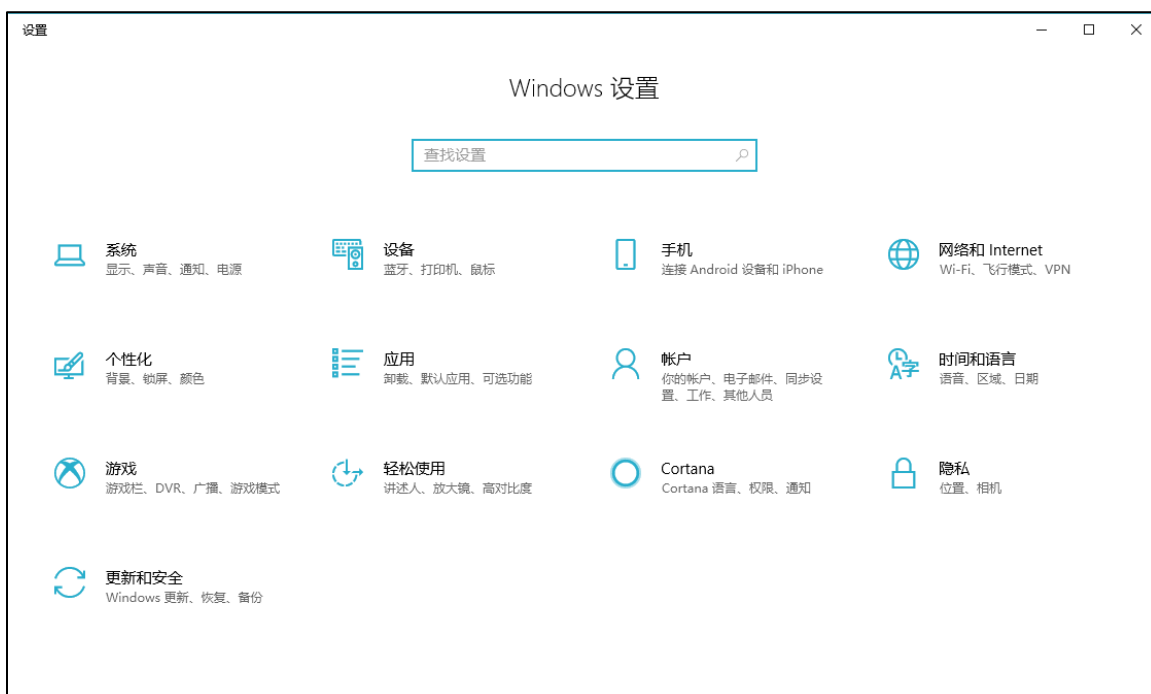 设置
Windows 设置
查找设置
系统
显示、声音、通知、电源
设备
蓝牙、打印机、鼠标
手机
连接 Android 设备和 iPhone
网络和 Internet
Wi-Fi、飞行模式、VPN
个性化
背景、锁屏、颜色
应用
卸载、默认应用、可选功能
帐户
你的帐户、电子邮件、同步设
置、工作、其他人员
时间和语言
语音、区域、日期
游戏
游戏栏、DVR、广播、游戏模式
轻松使用
讲述人、放大镜、高对比度
Cortana
Cortana 语言、权限、通知
隐私
位置、相机
更新和安全
Windows 更新、恢复、备份